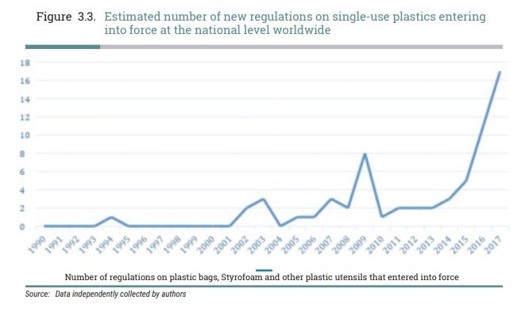 Figure 3.3. Estimated number of new regulations on single-use plastics entering
into force at the national level worldwide
18
16
14
12
10
8
6
4
2
0
1990 1991 1992 1993 1994 1995 1996 1997 1998 1999 2000 2001 2002 2003 2004 2005 2006 2007 2008 2009 2010 2011 2012 2013 2014 2015 2016 2017
Number of regulations on plastic bags, Styrofoam and other plastic utensils that entered into force
Source: Data independently collected by authors